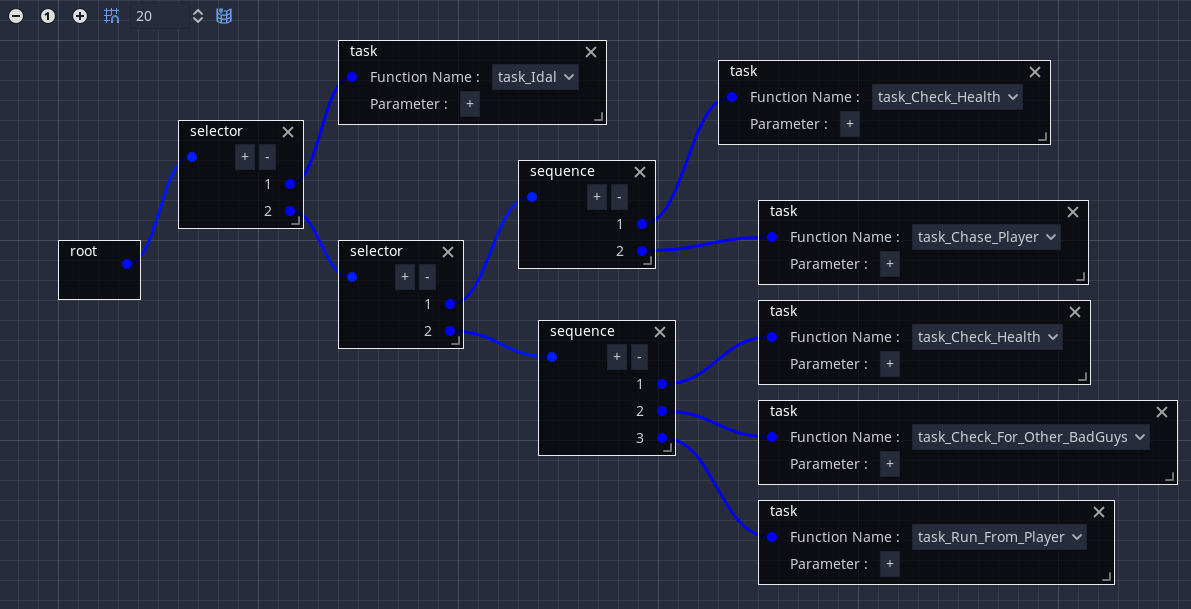 1 20
root
selector
+ -
1
2
task
Function Name : task_Idal
Parameter : +
selector
+ -
1
2
sequence
+ -
1
2
task
Function Name : task_Check_Health
Parameter : +
task
Function Name : task_Chase_Player
Parameter : +
sequence
+ -
1
2
3
task
Function Name : task_Check_Health
Parameter : +
task
Function Name : task_Check_For_Other_BadGuys
Parameter : +
task
Function Name : task_Run_From_Player
Parameter : +